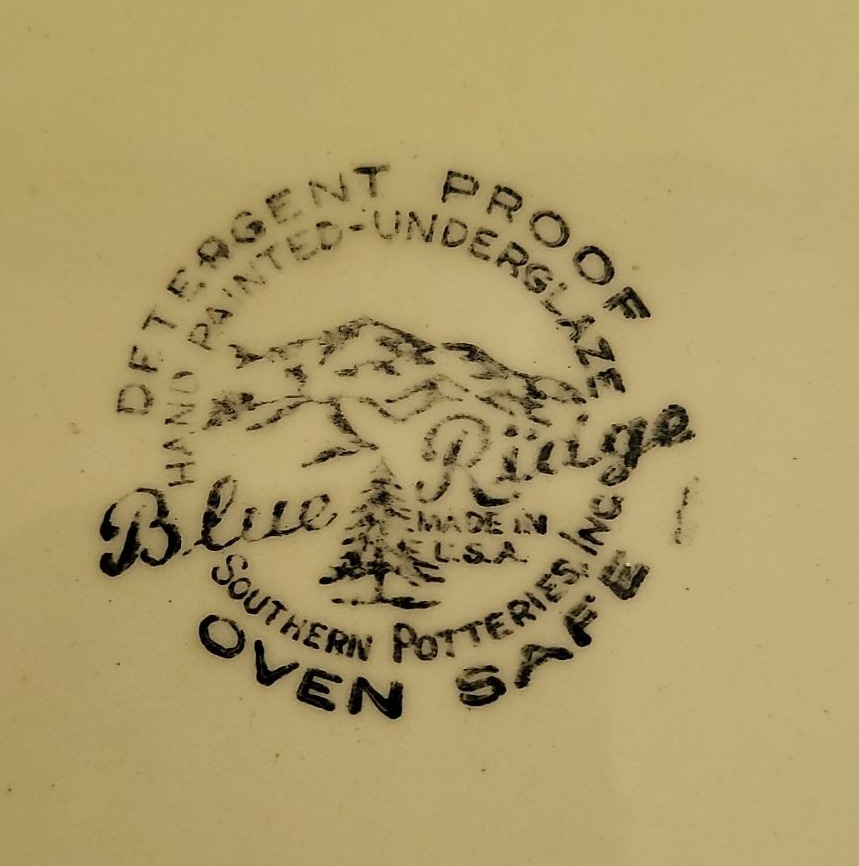 DETERGENT PROOF
HAND PAINTED-UNDERGLAZE
Blue Ridge
MADE IN
U.S.A.
SOUTHERN POTTERIES, INC.
OVEN SAFE